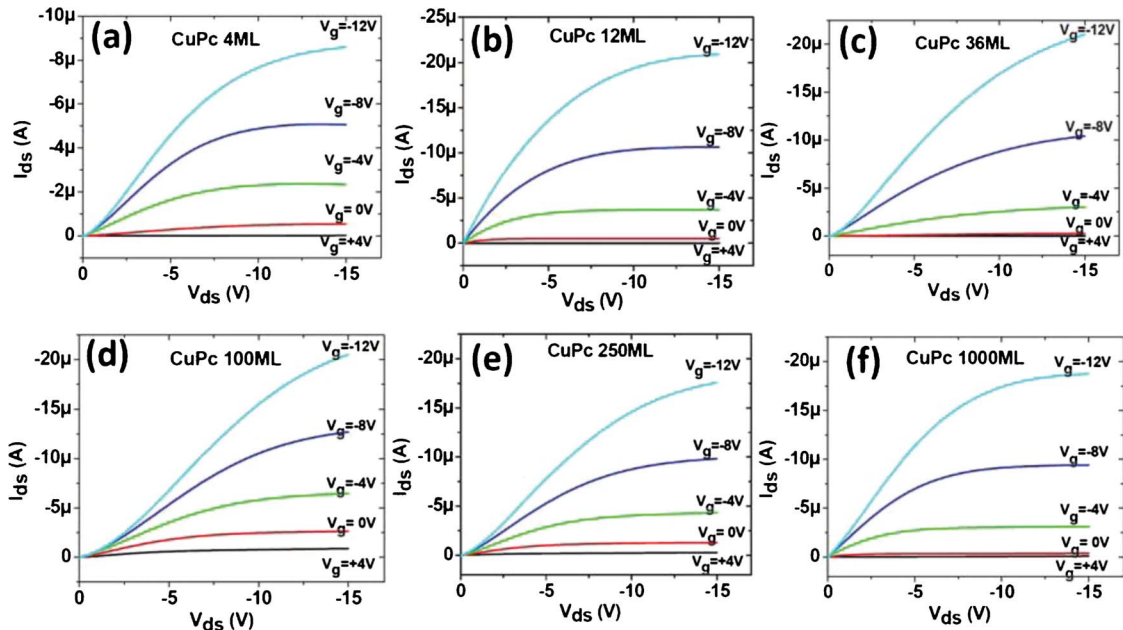 (a)
CuPc 4ML
-10μ
-8μ
-6μ
-4μ
-2μ
0
Ids (A)
Vg=-12V
Vg=-8V
Vg=-4V
Vg= 0V
Vg=+4V
0 -5 -10 -15
Vds (V)
(b)
CuPc 12ML
-25μ
-20μ
-15μ
-10μ
-5μ
0
Ids (A)
Vg=-12V
Vg=-8V
Vg=-4V
Vg=0V
Vg=+4V
0 -5 -10 -15
Vds (V)
(c)
CuPc 36ML
-20μ
-15μ
-10μ
-5μ
0
Ids (A)
Vg=-12V
Vg=-8V
Vg=-4V
Vg=0V
Vg=+4V
0 -5 -10 -15
Vds (V)
(d)
CuPc 100ML
-20μ
-15μ
-10μ
-5μ
0
Ids (A)
Vg=-12V
Vg=-8V
Vg=-4V
Vg= 0V
Vg=+4V
0 -5 -10 -15
Vds (V)
(e)
CuPc 250ML
-20μ
-15μ
-10μ
-5μ
0
Ids (A)
Vg=-12V
Vg=-8V
Vg=-4V
Vg= 0V
Vg=+4V
0 -5 -10 -15
Vds (V)
(f)
CuPc 1000ML
-20μ
-15μ
-10μ
-5μ
0
Ids (A)
Vg=-12V
Vg=-8V
Vg=-4V
Vg=0V
Vg=+4V
0 -5 -10 -15
Vds (V)